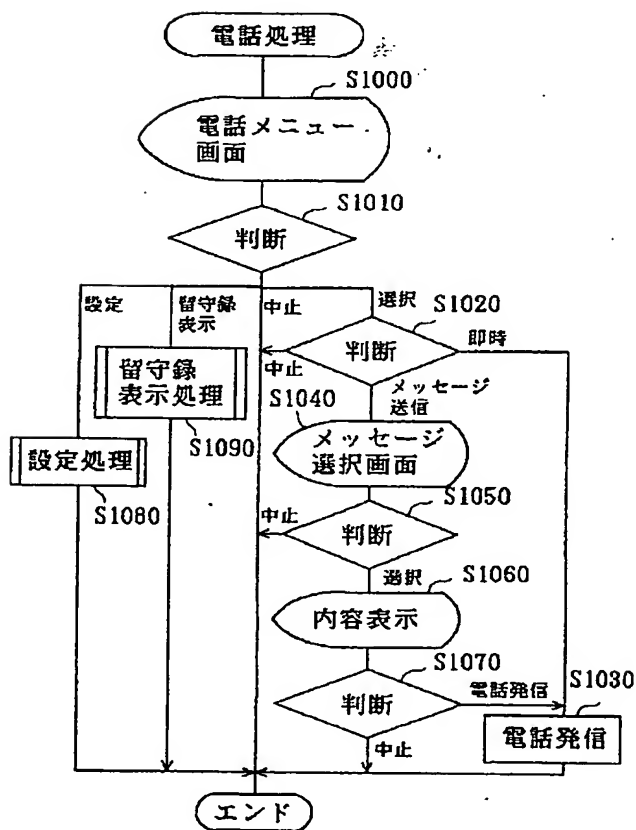 電話処理
S1000
電話メニュー
画面
S1010
判断
設定
留守録
表示
中止
選択
S1020
判断
即時
中止
留守録
表示処理
S1090
メッセージ
送信
S1040
メッセージ
選択画面
設定処理
S1080
S1050
中止
判断
選択
S1060
内容表示
S1070
判断
電話発信
S1030
電話発信
中止
エンド